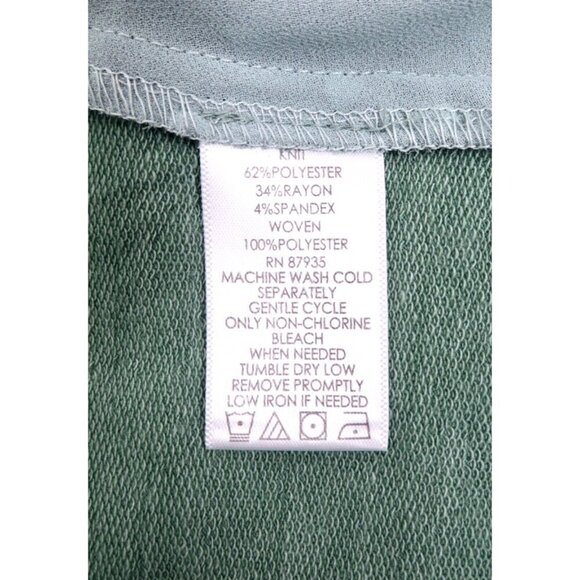 KNIT
62%POLYESTER
34%RAYON
4%SPANDEX
WOVEN
100%POLYESTER
RN 87935
MACHINE WASH COLD
SEPARATELY
GENTLE CYCLE
ONLY NON-CHLORINE
BLEACH
WHEN NEEDED
TUMBLE DRY LOW
REMOVE PROMPTLY
LOW IRON IF NEEDED